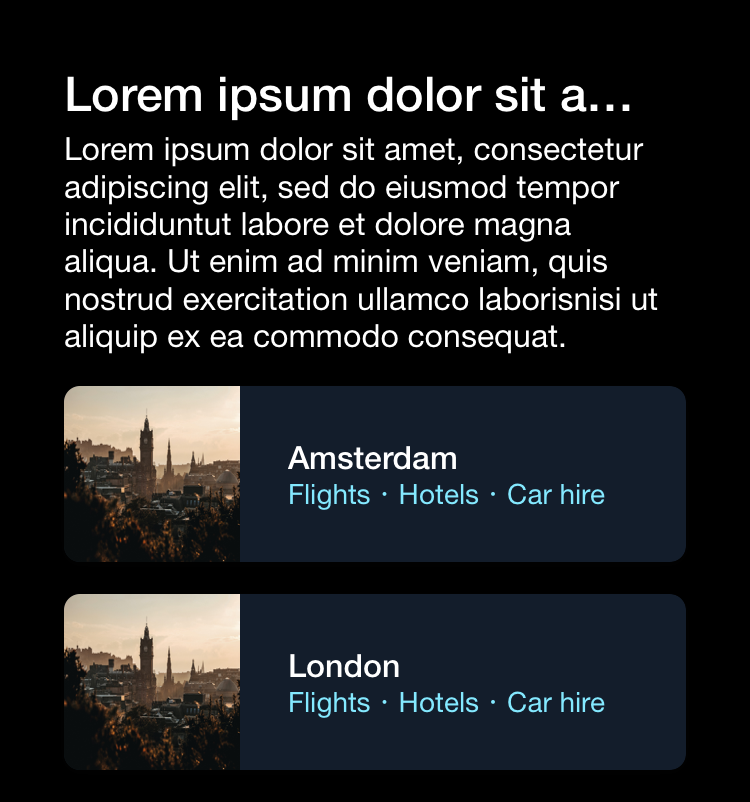 Lorem ipsum dolor sit a...
Lorem ipsum dolor sit amet, consectetur
adipiscing elit, sed do eiusmod tempor
incididuntut labore et dolore magna
aliqua. Ut enim ad minim veniam, quis
nostrud exercitation ullamco laborisnisi ut
aliquip ex ea commodo consequat.
Amsterdam
Flights · Hotels · Car hire
London
Flights · Hotels · Car hire